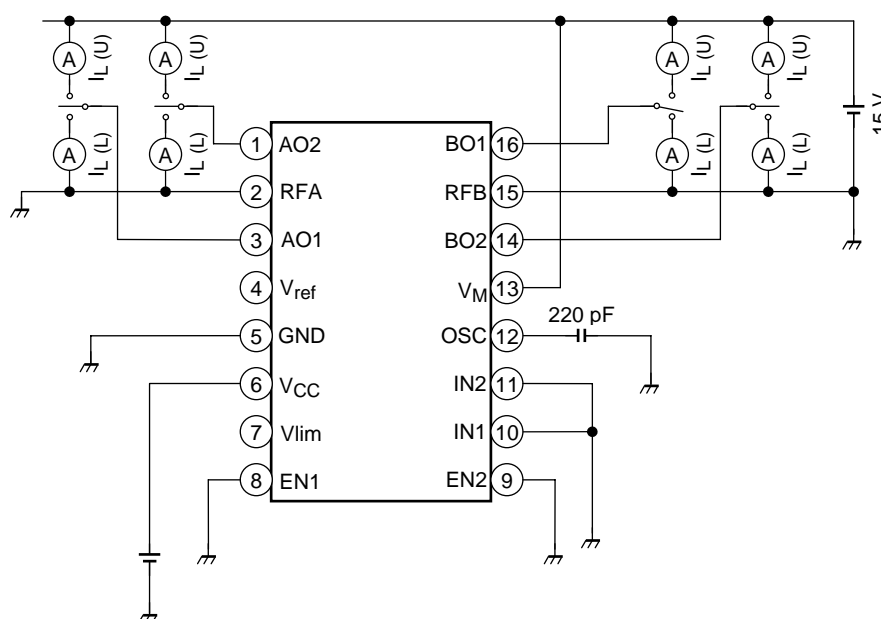 A I_L (U) A I_L (U) A I_L (U) A I_L (U)
15 V
A I_L (L) A I_L (L) A I_L (L) A I_L (L)
1 AO2 BO1 16
2 RFA RFB 15
3 AO1 BO2 14
4 V_ref V_M 13
220 pF
5 GND OSC 12
6 V_CC IN2 11
7 Vlim IN1 10
8 EN1 EN2 9